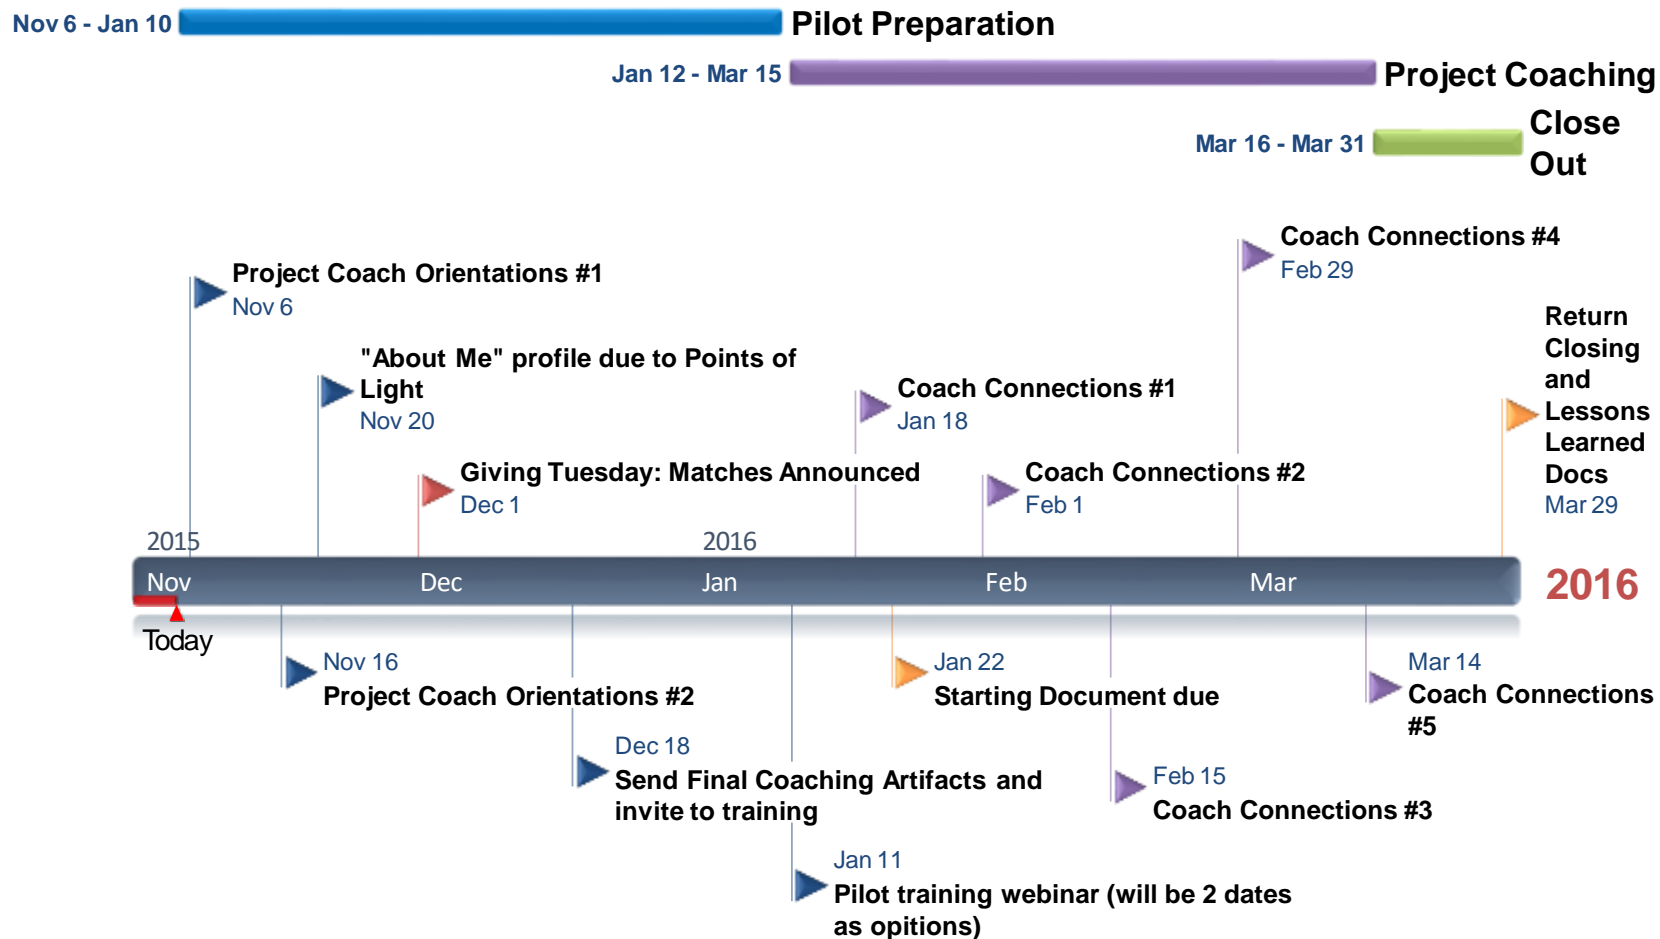 Nov 6 - Jan 10
Pilot Preparation
Jan 12 - Mar 15
Project Coaching
Mar 16 - Mar 31
Close
Out
Coach Connections #4
Feb 29
Project Coach Orientations #1
Nov 6
Return
Closing
and
Lessons
Learned
Docs
Mar 29
"About Me" profile due to Points of
Light
Nov 20
Coach Connections #1
Jan 18
Giving Tuesday: Matches Announced
Dec 1
Coach Connections #2
Feb 1
2015
2016
Nov
Dec
Jan
Feb
Mar
2016
Today
Nov 16
Project Coach Orientations #2
Jan 22
Starting Document due
Mar 14
Coach Connections
#5
Dec 18
Send Final Coaching Artifacts and
invite to training
Feb 15
Coach Connections #3
Jan 11
Pilot training webinar (will be 2 dates
as opitions)